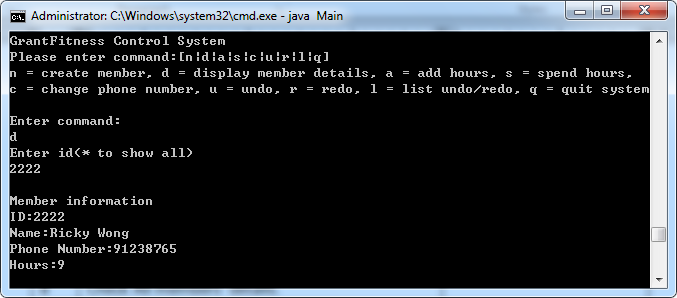 Administrator: C:\Windows\system32\cmd.exe - java Main
GrantFitness Control System
Please enter command:[n|d|a|s|c|u|r|l|q]
n = create member, d = display member details, a = add hours, s = spend hours,
c = change phone number, u = undo, r = redo, l = list undo/redo, q = quit system
Enter command:
d
Enter id(* to show all)
2222
Member information
ID:2222
Name:Ricky Wong
Phone Number:91238765
Hours:9